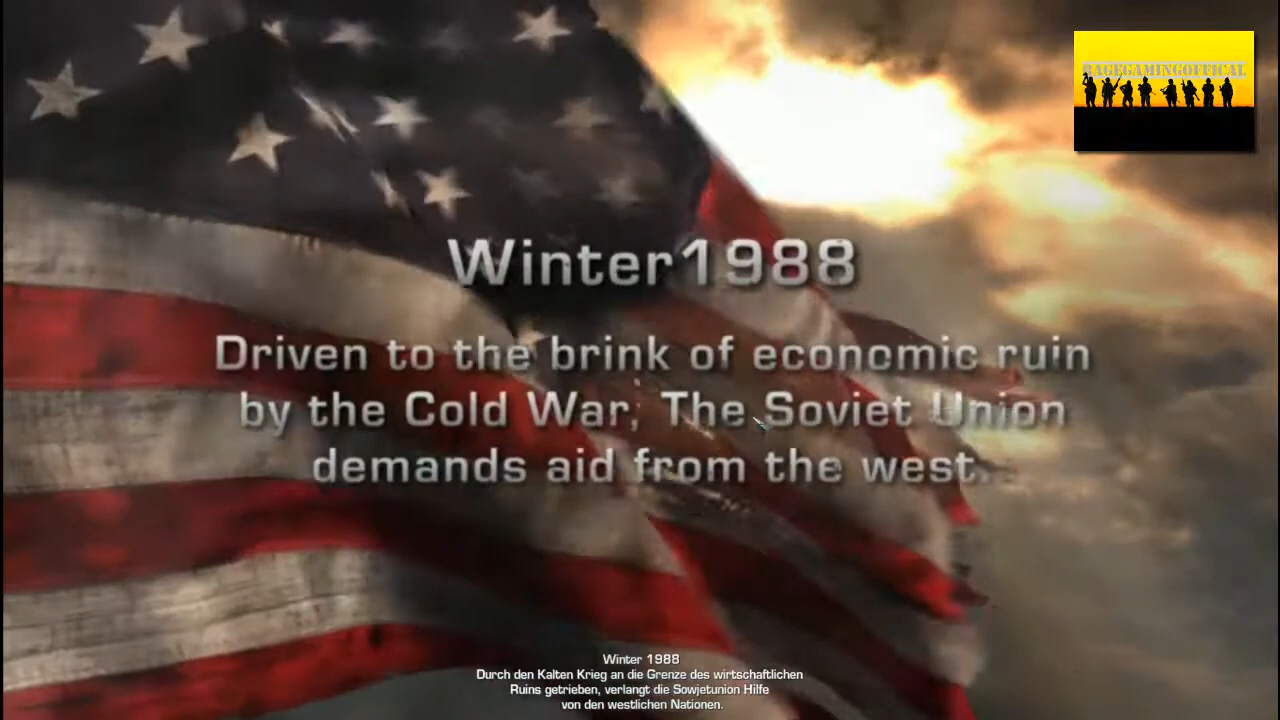 RAGEGAMINGOFFICAL
Winter1988
Driven to the brink of economic ruin
by the Cold War, The Soviet Union
demands aid from the west.
Winter 1988
Durch den Kalten Krieg an die Grenze des wirtschaftlichen
Ruins getrieben, verlangt die Sowjetunion Hilfe
von den westlichen Nationen.